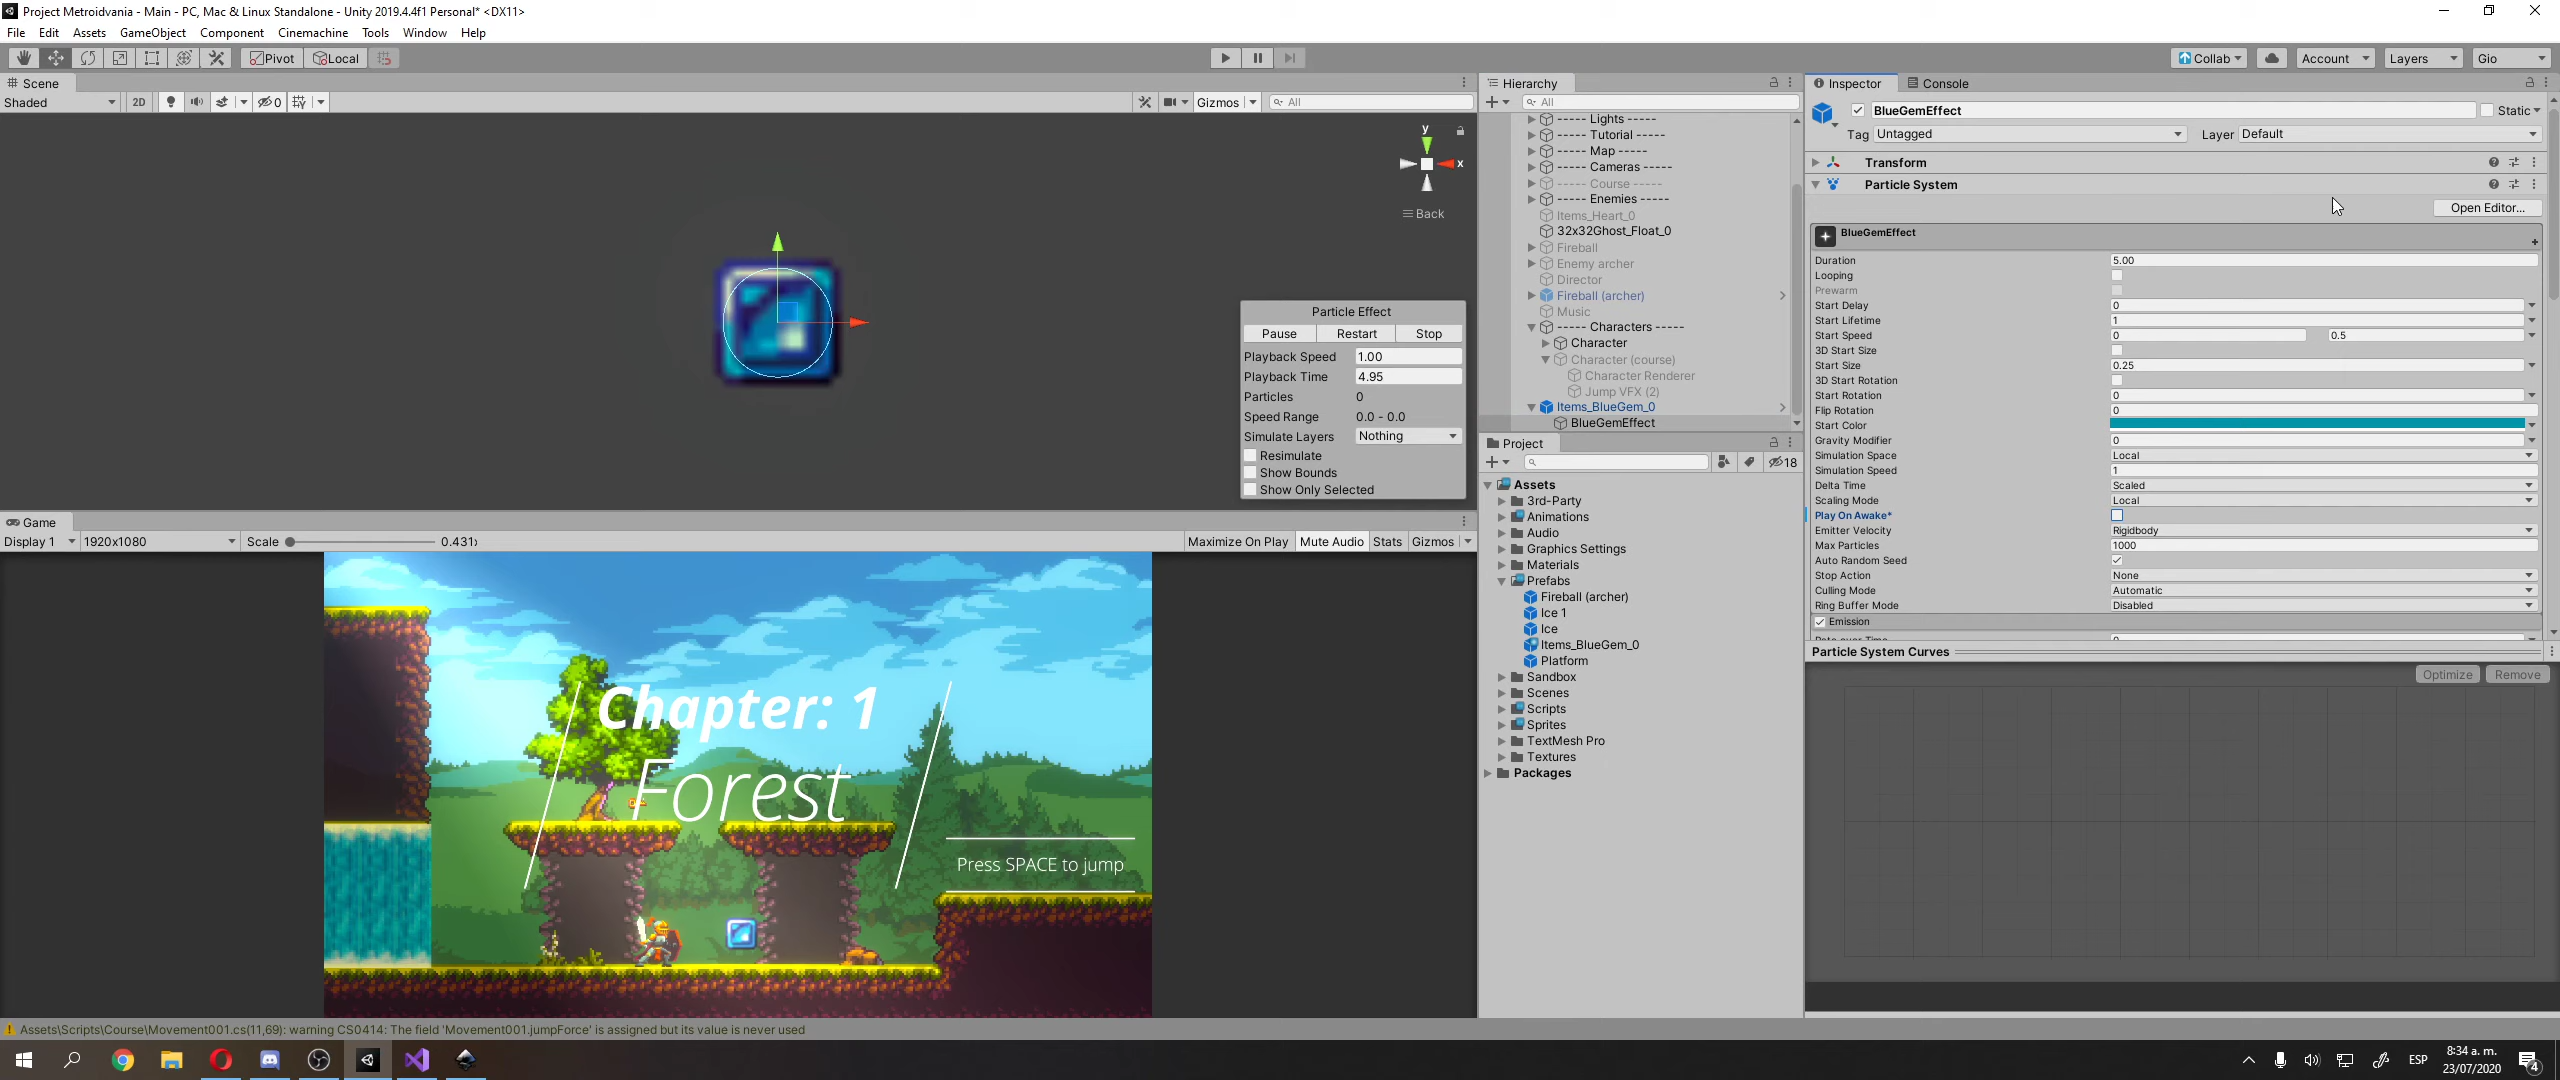 Project Metroidvania - Main - PC, Mac & Linux Standalone - Unity 2019.4.4f1 Personal* <DX11>
File Edit Assets GameObject Component Cinemachine Tools Window Help
Pivot Local
Collab Account Layers Gio
Scene
Shaded 2D 0 Gizmos All
y
x
Back
Particle Effect
Pause Restart Stop
Playback Speed 1.00
Playback Time 4.95
Particles 0
Speed Range 0.0 - 0.0
Simulate Layers Nothing
Resimulate
Show Bounds
Show Only Selected
Game
Display 1 1920x1080 Scale 0.431x Maximize On Play Mute Audio Stats Gizmos
Chapter: 1
Forest
Press SPACE to jump
Hierarchy
All
----- Lights -----
----- Tutorial -----
----- Map -----
----- Cameras -----
----- Course -----
----- Enemies -----
Items_Heart_0
32x32Ghost_Float_0
Fireball
Enemy archer
Director
Fireball (archer)
Music
----- Characters -----
Character
Character (course)
Character Renderer
Jump VFX (2)
Items_BlueGem_0
BlueGemEffect
Project
18
Assets
3rd-Party
Animations
Audio
Graphics Settings
Materials
Prefabs
Fireball (archer)
Ice 1
Ice
Items_BlueGem_0
Platform
Sandbox
Scenes
Scripts
Sprites
TextMesh Pro
Textures
Packages
Inspector Console
BlueGemEffect Static
Tag Untagged Layer Default
Transform
Particle System
Open Editor...
BlueGemEffect
Duration 5.00
Looping
Prewarm
Start Delay 0
Start Lifetime 1
Start Speed 0 0.5
3D Start Size
Start Size 0.25
3D Start Rotation
Start Rotation 0
Flip Rotation 0
Start Color
Gravity Modifier 0
Simulation Space Local
Simulation Speed 1
Delta Time Scaled
Scaling Mode Local
Play On Awake*
Emitter Velocity Rigidbody
Max Particles 1000
Auto Random Seed
Stop Action None
Culling Mode Automatic
Ring Buffer Mode Disabled
Emission
Rate over Time 0
Particle System Curves
Optimize Remove
Assets\Scripts\Course\Movement001.cs(11,69): warning CS0414: The field 'Movement001.jumpForce' is assigned but its value is never used
ESP
8:34 a. m.
23/07/2020
4